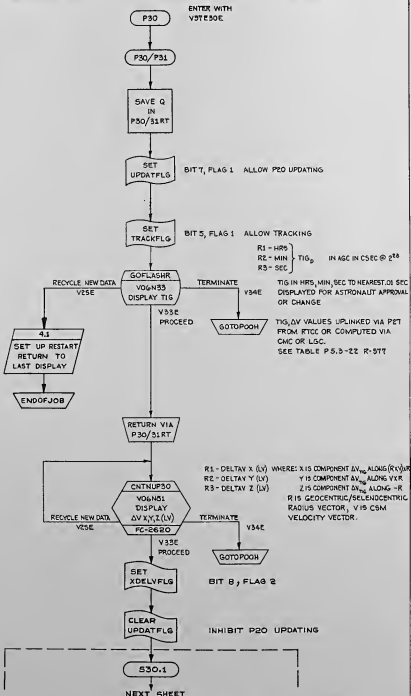 ENTER WITH
V37E30E
P30
P30/P31
SAVE Q
IN
P30/31RT
SET
UPDATFLG
BIT 7, FLAG 1 ALLOW P20 UPDATING
SET
TRACKFLG
BIT 5, FLAG 1 ALLOW TRACKING
R1 - HRS
R2 - MIN
R3 - SEC
TIG
IN AGC IN CSEC @ 2²⁸
GOFLASHR
V06N33
DISPLAY TIG
RECYCLE NEW DATA
V25E
TERMINATE
V34E
TIG IN HRS, MIN, SEC TO NEAREST .01 SEC
DISPLAYED FOR ASTRONAUT APPROVAL
OR CHANGE
V33E
PROCEED
GOTOPOOH
4.1
SET UP RESTART
RETURN TO
LAST DISPLAY
ENDOFJOB
TIG, ΔV VALUES UPLINKED VIA P27
FROM RTCC OR COMPUTED VIA
CMC OR LGC.
SEE TABLE P5.3-22 R-577
RETURN VIA
P30/31RT
CNTNUP30
V06N81
DISPLAY
ΔV X,Y,Z (LV)
FC-2620
RECYCLE NEW DATA
V25E
TERMINATE
V34E
R1 - DELTAV X (LV) WHERE: X IS COMPONENT ΔV_TIG ALONG (RXV)XR
R2 - DELTAV Y (LV) Y IS COMPONENT ΔV_TIG ALONG VXR
R3 - DELTAV Z (LV) Z IS COMPONENT ΔV_TIG ALONG -R
R IS GEOCENTRIC/SELENOCENTRIC
RADIUS VECTOR, V IS CSM
VELOCITY VECTOR.
V33E
PROCEED
GOTOPOOH
SET
XDELVFLG
BIT 8, FLAG 2
CLEAR
UPDATFLG
INHIBIT P20 UPDATING
S30.1
NEXT SHEET